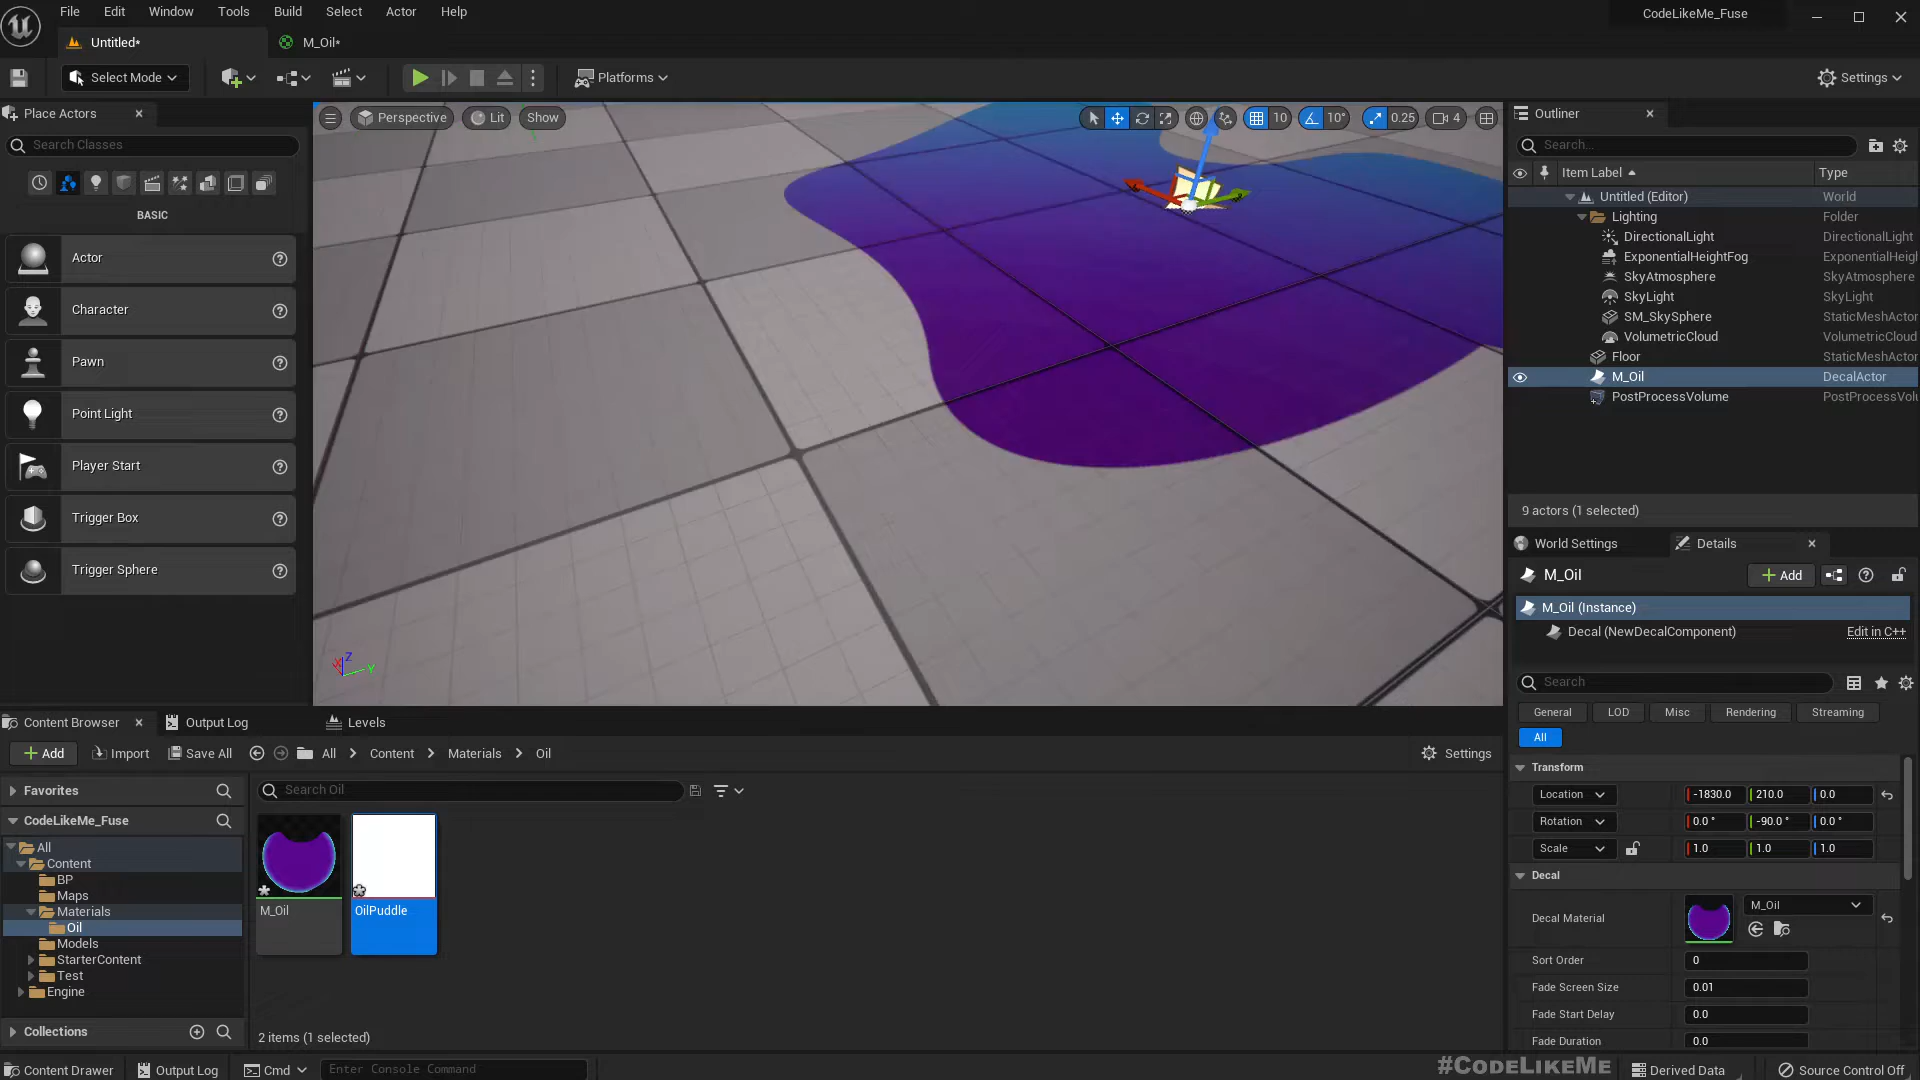 File Edit Window Tools Build Select Actor Help
CodeLikeMe_Fuse
Untitled*
M_Oil*
Select Mode
Platforms
Settings
Place Actors
Search Classes
BASIC
Actor
Character
Pawn
Point Light
Player Start
Trigger Box
Trigger Sphere
Perspective Lit Show
10 10° 0.25 4
Z
X
Y
Outliner
Search...
Item Label Type
Untitled (Editor) World
Lighting Folder
DirectionalLight DirectionalLight
ExponentialHeightFog ExponentialHeigl
SkyAtmosphere SkyAtmosphere
SkyLight SkyLight
SM_SkySphere StaticMeshActor
VolumetricCloud VolumetricCloud
Floor StaticMeshActor
M_Oil DecalActor
PostProcessVolume PostProcessVolu
9 actors (1 selected)
World Settings Details
M_Oil
Add
M_Oil (Instance)
Decal (NewDecalComponent) Edit in C++
Search
General LOD Misc Rendering Streaming
All
Transform
Location -1830.0 210.0 0.0
Rotation 0.0 ° -90.0 ° 0.0 °
Scale 1.0 1.0 1.0
Decal
Decal Material M_Oil
Sort Order 0
Fade Screen Size 0.01
Fade Start Delay 0.0
Fade Duration 0.0
Content Browser Output Log Levels
Add Import Save All All Content Materials Oil Settings
Favorites
CodeLikeMe_Fuse
All
Content
BP
Maps
Materials
Oil
Models
StarterContent
Test
Engine
Collections
Search Oil
M_Oil OilPuddle
2 items (1 selected)
Content Drawer Output Log Cmd Enter Console Command
#CodeLikeMe
Derived Data Source Control Off